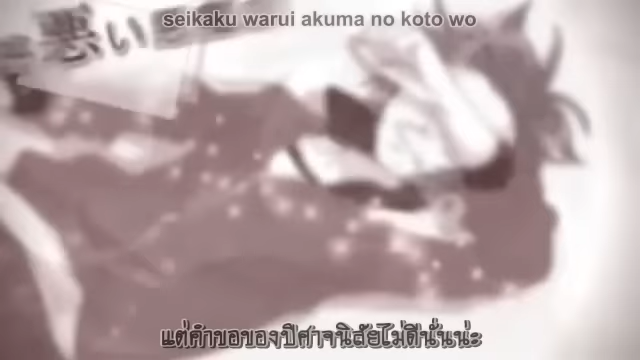 seikaku warui akuma no koto wo
悪い
แต่คำขอของปีศาจนิสัยไม่ดีนั่นน่ะ